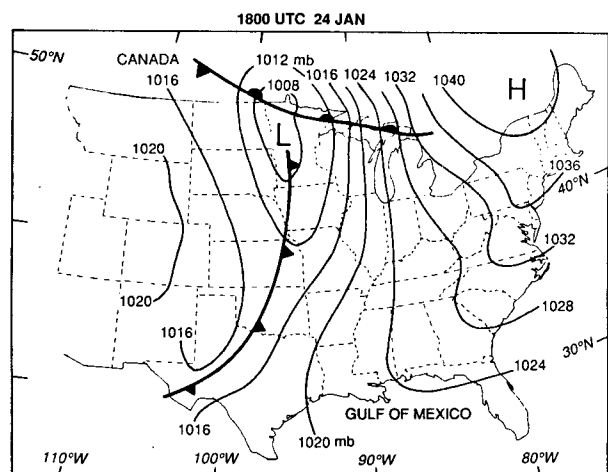 1800 UTC 24 JAN
50°N
CANADA
1016
1012 mb
1008
1016
1024
1032
1040
H
L
1020
1036
40°N
1032
1020
1028
1016
30°N
1024
1016
GULF OF MEXICO
1020 mb
110°W
100°W
90°W
80°W